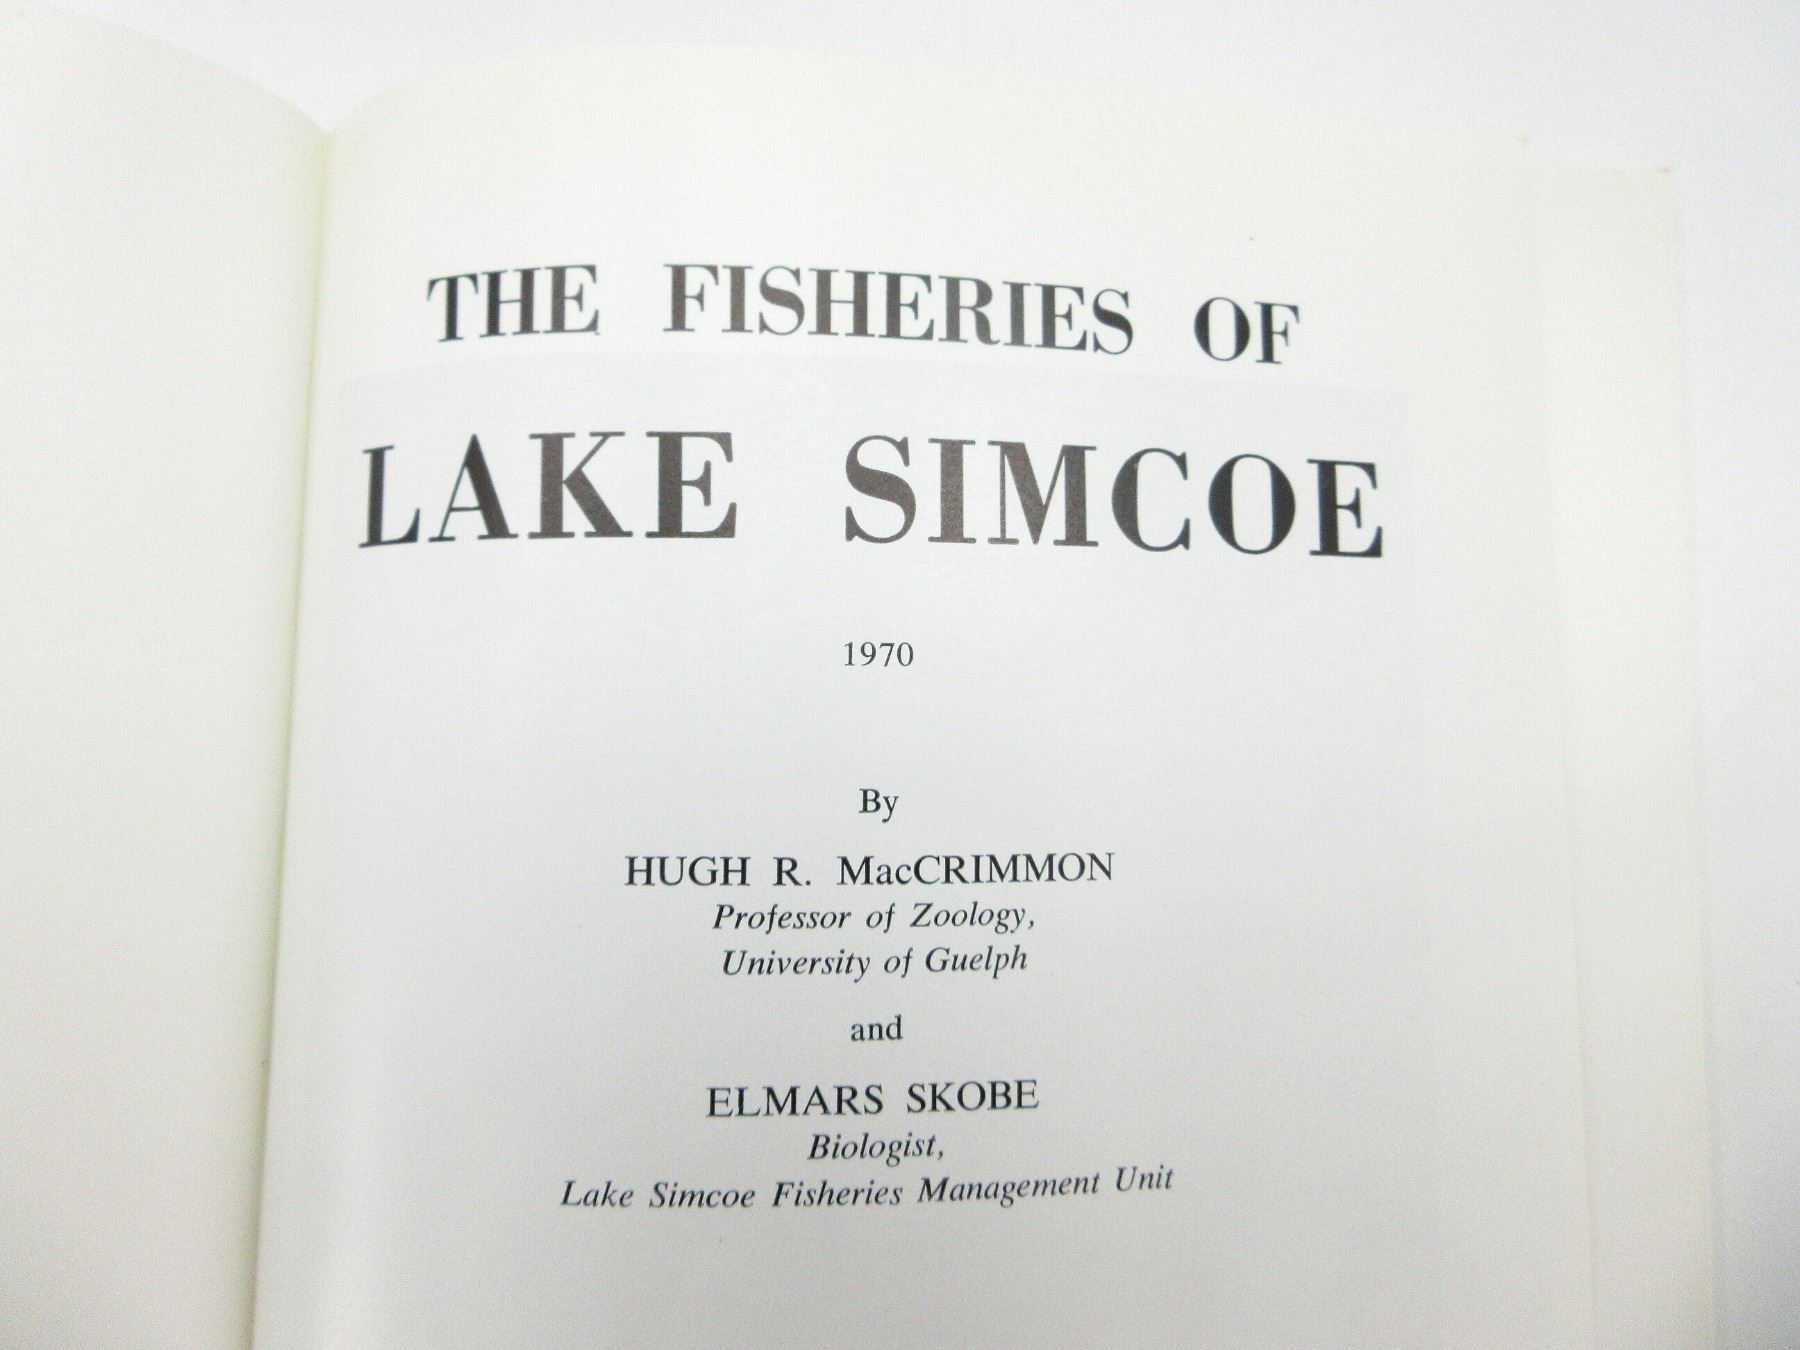 THE FISHERIES OF
LAKE SIMCOE
1970
By
HUGH R. MacCRIMMON
Professor of Zoology,
University of Guelph
and
ELMARS SKOBE
Biologist,
Lake Simcoe Fisheries Management Unit